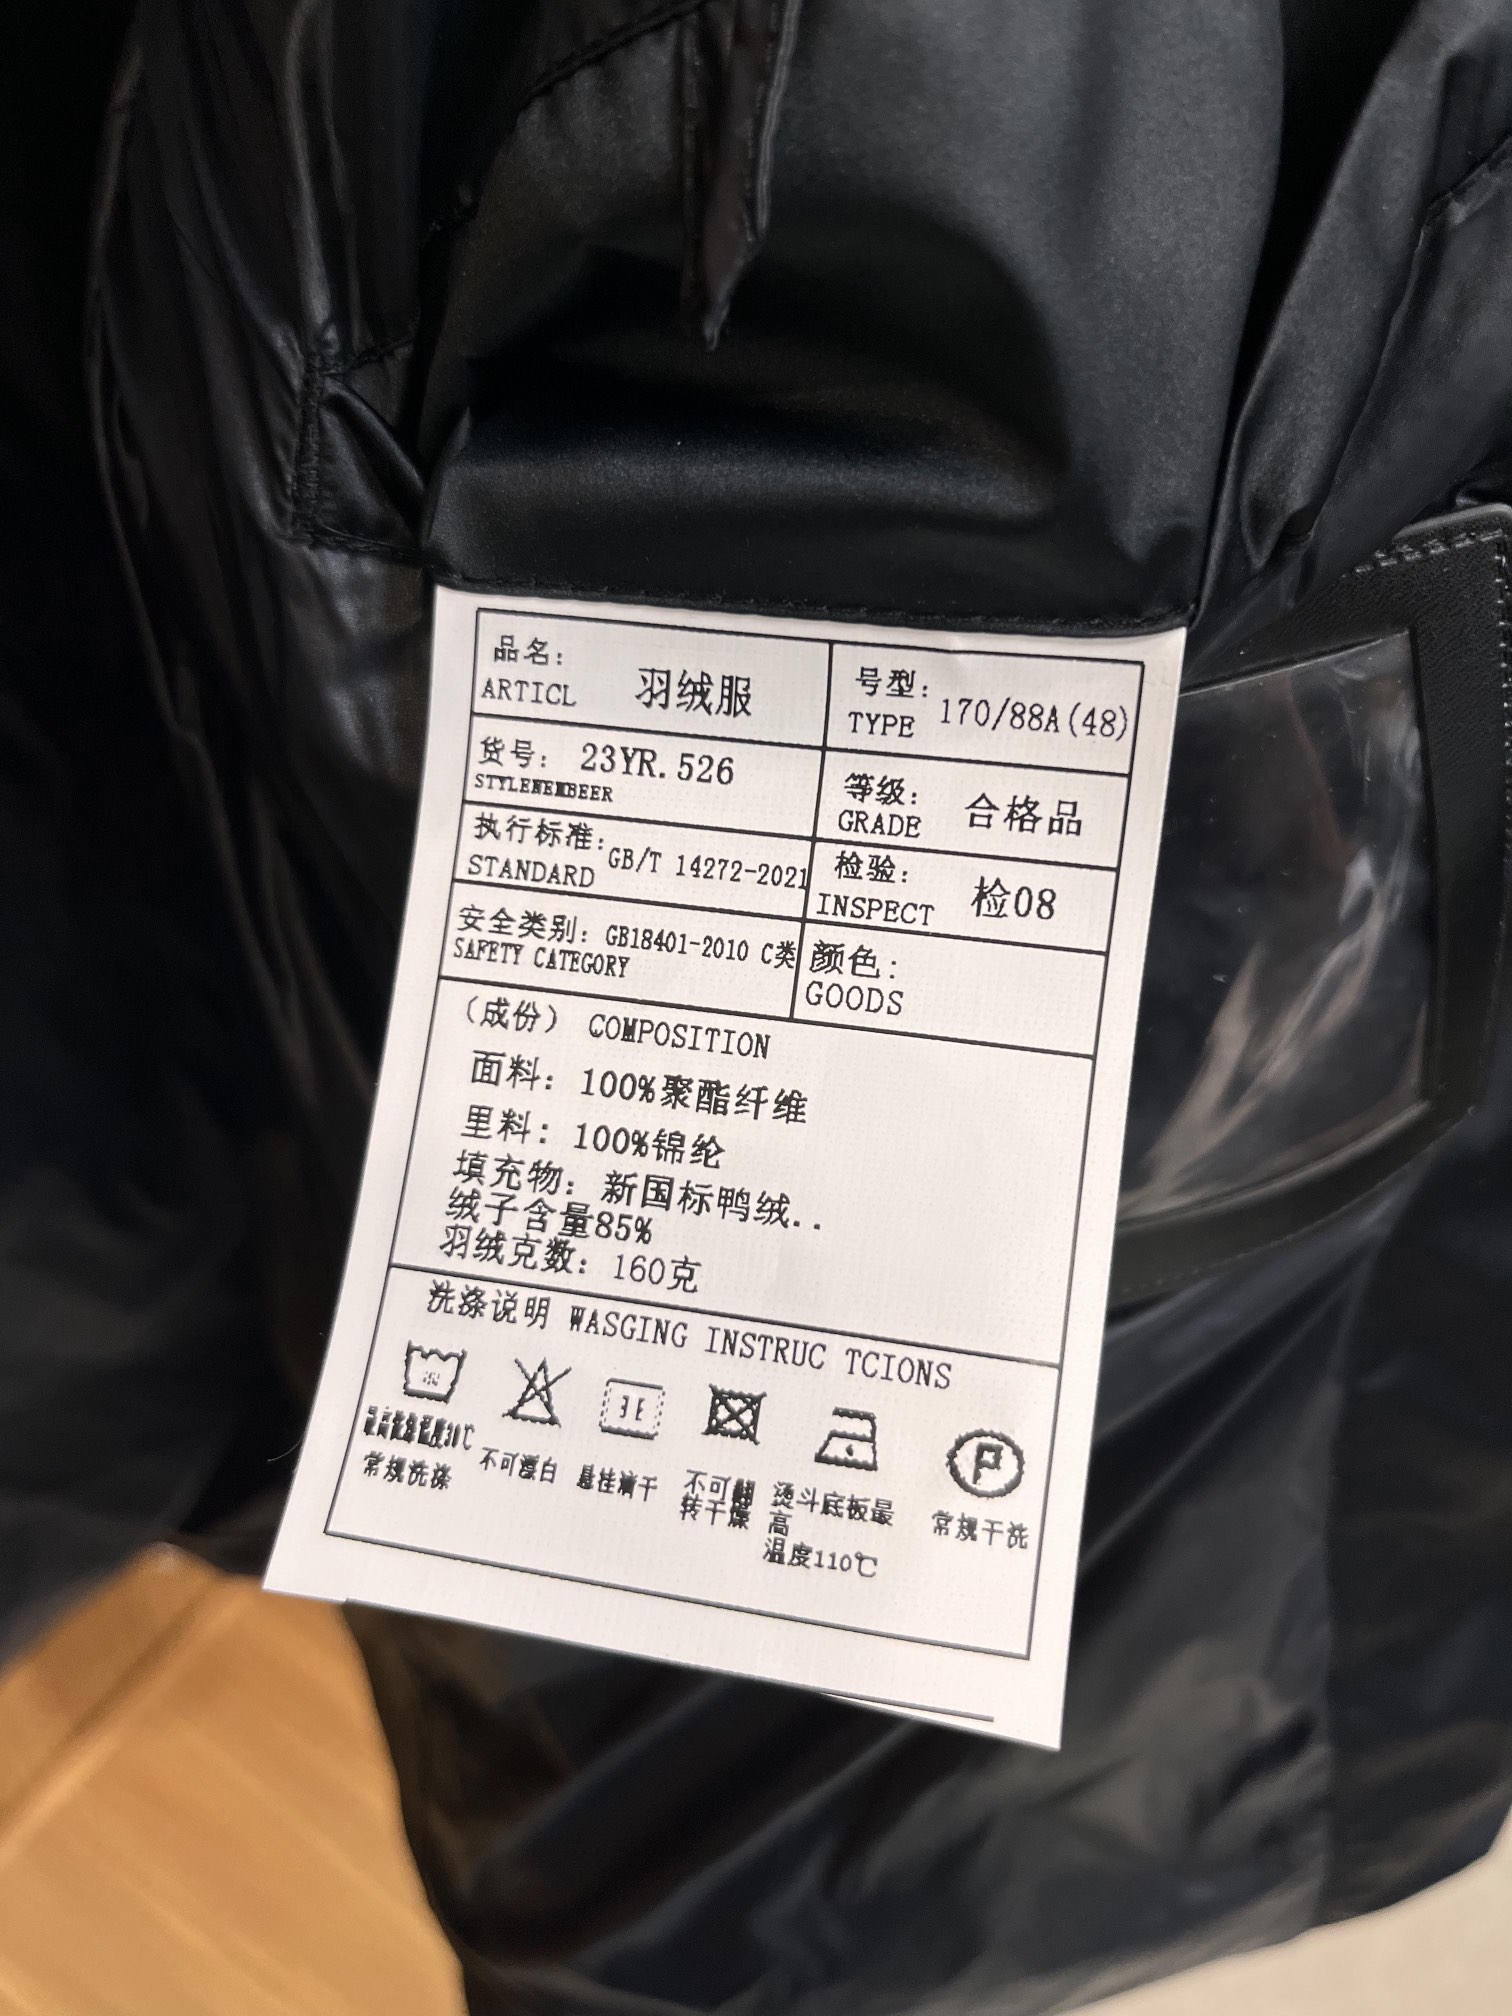 品名:
ARTICL 羽绒服
号型:
TYPE 170/88A(48)
货号: 23YR.526
等级:
GRADE 合格品
执行标准:
STANDARD GB/T 14272-2021
检验:
INSPECT 检08
安全类别: GB18401-2010 C类
SAFETY CATEGORY
颜色:
GOODS
(成份) COMPOSITION
面料: 100%聚酯纤维
里料: 100%锦纶
填充物: 新国标鸭绒..
绒子含量85%
羽绒克数: 160克
洗涤说明 WASGING INSTRUC TCIONS
P
常规洗涤
不可漂白
悬挂滴干
不可翻
转干燥
烫斗底板最
高
温度110℃
常规干洗